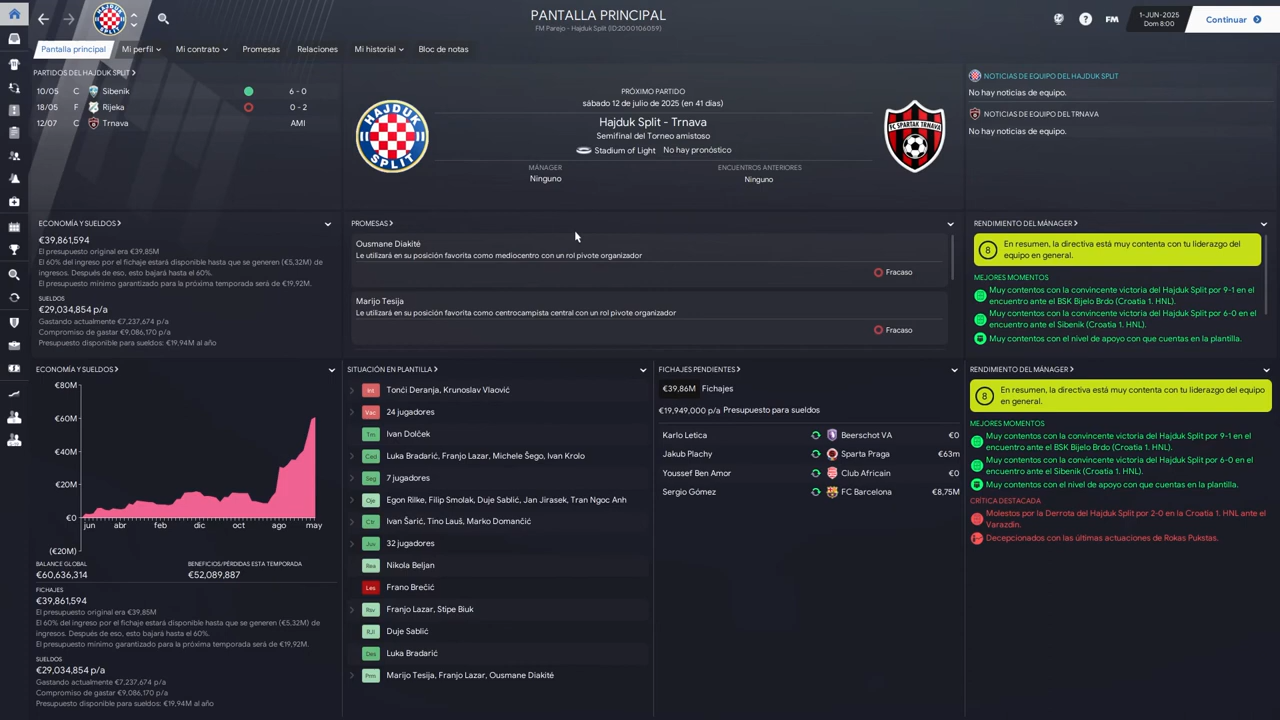 PANTALLA PRINCIPAL
FM Parejo - Hajduk Split (ID:2000106059)
1-JUN-2025
Dom 8:00
Continuar
FM
Pantalla principal
Mi perfil
Mi contrato
Promesas
Relaciones
Mi historial
Bloc de notas
PARTIDOS DEL HAJDUK SPLIT
10/05 C Sibenik 6 - 0
18/05 F Rijeka 0 - 2
12/07 C Trnava AMI
HAJDUK
SPLIT
PRÓXIMO PARTIDO
sábado 12 de julio de 2025 (en 41 días)
Hajduk Split - Trnava
Semifinal del Torneo amistoso
Stadium of Light No hay pronóstico
MÁNAGER
Ninguno
ENCUENTROS ANTERIORES
Ninguno
FC SPARTAK TRNAVA
NOTICIAS DE EQUIPO DEL HAJDUK SPLIT
No hay noticias de equipo.
NOTICIAS DE EQUIPO DEL TRNAVA
No hay noticias de equipo.
ECONOMÍA Y SUELDOS
€39,861,594
El presupuesto original era €39.85M
El 60% del ingreso por el fichaje estará disponible hasta que se generen (€5,32M) de
ingresos. Después de eso, esto bajará hasta el 60%.
El presupuesto mínimo garantizado para la próxima temporada será de €19,92M.
SUELDOS
€29,034,854 p/a
Gastando actualmente €7,237,674 p/a
Compromiso de gastar €9,086,170 p/a
Presupuesto disponible para sueldos: €19,94M al año
PROMESAS
Ousmane Diakité
Le utilizará en su posición favorita como mediocentro con un rol pivote organizador
Fracaso
Marijo Tesija
Le utilizará en su posición favorita como centrocampista central con un rol pivote organizador
Fracaso
RENDIMIENTO DEL MÁNAGER
8
En resumen, la directiva está muy contenta con tu liderazgo del
equipo en general.
MEJORES MOMENTOS
Muy contentos con la convincente victoria del Hajduk Split por 9-1 en el
encuentro ante el BSK Bijelo Brdo (Croatia 1. HNL).
Muy contentos con la convincente victoria del Hajduk Split por 6-0 en el
encuentro ante el Sibenik (Croatia 1. HNL).
Muy contentos con el nivel de apoyo con que cuentas en la plantilla.
ECONOMÍA Y SUELDOS
€80M
€60M
€40M
€20M
€0
(€20M)
jun abr feb dic oct ago may
BALANCE GLOBAL
€60,636,314
BENEFICIOS/PÉRDIDAS ESTA TEMPORADA
€52,089,887
FICHAJES
€39,861,594
El presupuesto original era €39,85M
El 60% del ingreso por el fichaje estará disponible hasta que se generen (€5,32M) de
ingresos. Después de eso, esto bajará hasta el 60%.
El presupuesto mínimo garantizado para la próxima temporada será de €19,92M.
SUELDOS
€29,034,854 p/a
Gastando actualmente €7,237,674 p/a
Compromiso de gastar €9,086,170 p/a
Presupuesto disponible para sueldos: €19,94M al año
SITUACIÓN EN PLANTILLA
Int Tonči Deranja, Krunoslav Vlaović
Vac 24 jugadores
Tm Ivan Dolček
Ced Luka Bradarić, Franjo Lazar, Michele Šego, Ivan Krolo
Seg 7 jugadores
Oje Egon Rilke, Filip Smolak, Duje Sablić, Jan Jirasek, Tran Ngoc Anh
Ctr Ivan Šarić, Tino Lauš, Marko Domančić
Juv 32 jugadores
Rea Nikola Beljan
Les Frano Brečić
Rsv Franjo Lazar, Stipe Biuk
RJI Duje Sablić
Des Luka Bradarić
Prm Marijo Tesija, Franjo Lazar, Ousmane Diakité
FICHAJES PENDIENTES
€39,86M Fichajes
€19,949,000 p/a Presupuesto para sueldos
Karlo Letica Beerschot VA €0
Jakub Plachy Sparta Praga €63m
Youssef Ben Amor Club Africain €0
Sergio Gómez FC Barcelona €8,75M
RENDIMIENTO DEL MÁNAGER
8
En resumen, la directiva está muy contenta con tu liderazgo del equipo
en general.
MEJORES MOMENTOS
Muy contentos con la convincente victoria del Hajduk Split por 9-1 en el
encuentro ante el BSK Bijelo Brdo (Croatia 1. HNL).
Muy contentos con la convincente victoria del Hajduk Split por 6-0 en el
encuentro ante el Sibenik (Croatia 1. HNL).
Muy contentos con el nivel de apoyo con que cuentas en la plantilla.
CRÍTICA DESTACADA
Molestos por la Derrota del Hajduk Split por 2-0 en la Croatia 1. HNL ante el
Varazdin.
Decepcionados con las últimas actuaciones de Rokas Pukstas.